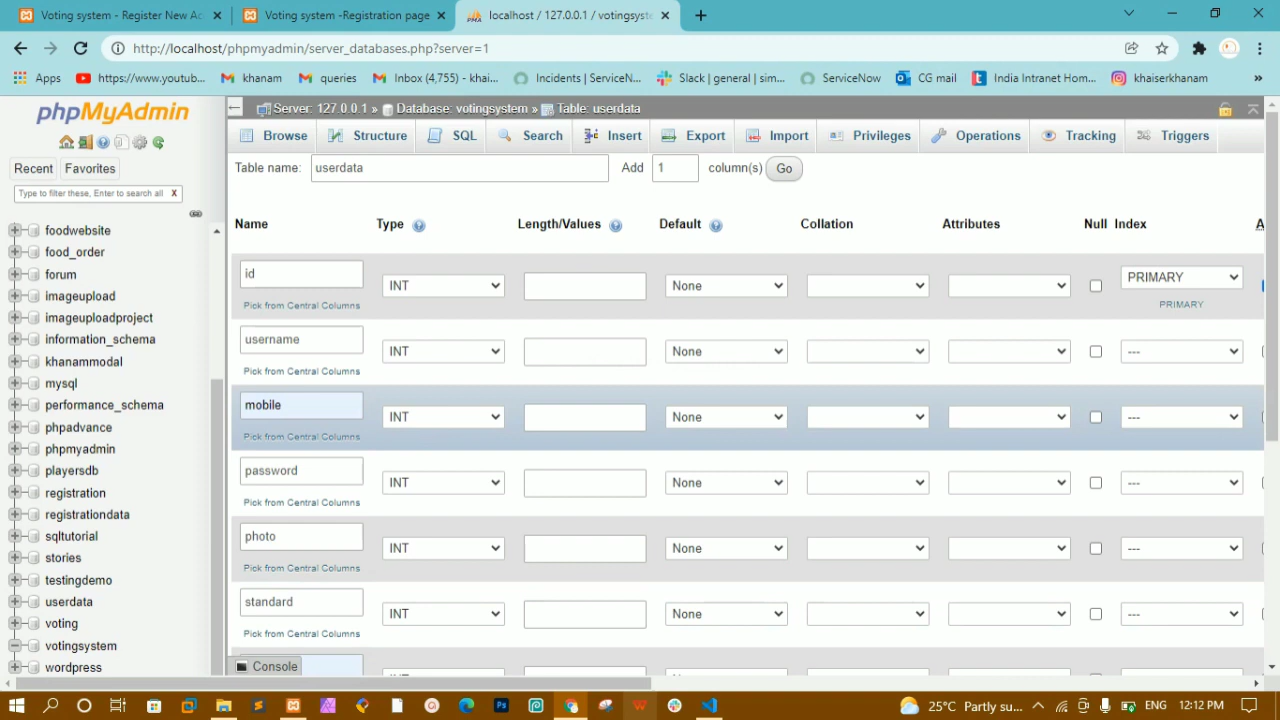 Voting system - Register New Ac
Voting system -Registration page
localhost / 127.0.0.1 / votingsyste
http://localhost/phpmyadmin/server_databases.php?server=1
Apps
https://www.youtub...
khanam
queries
Inbox (4,755) - khai...
Incidents | ServiceN...
Slack | general | sim...
ServiceNow
CG mail
India Intranet Hom...
khaiserkhanam
»
phpMyAdmin
Recent
Favorites
Type to filter these, Enter to search all
X
foodwebsite
food_order
forum
imageupload
imageuploadproject
information_schema
khanammodal
mysql
performance_schema
phpadvance
phpmyadmin
playersdb
registration
registrationdata
sqltutorial
stories
testingdemo
userdata
voting
votingsystem
wordpress
Server: 127.0.0.1 » Database: votingsystem » Table: userdata
Browse
Structure
SQL
Search
Insert
Export
Import
Privileges
Operations
Tracking
Triggers
Table name: userdata Add 1 column(s) Go
Name Type Length/Values Default Collation Attributes Null Index A
id INT None PRIMARY
Pick from Central Columns PRIMARY
username INT None ---
Pick from Central Columns
mobile INT None ---
Pick from Central Columns
password INT None ---
Pick from Central Columns
photo INT None ---
Pick from Central Columns
standard INT None ---
Pick from Central Columns
Console
25°C Partly su...
ENG
12:12 PM